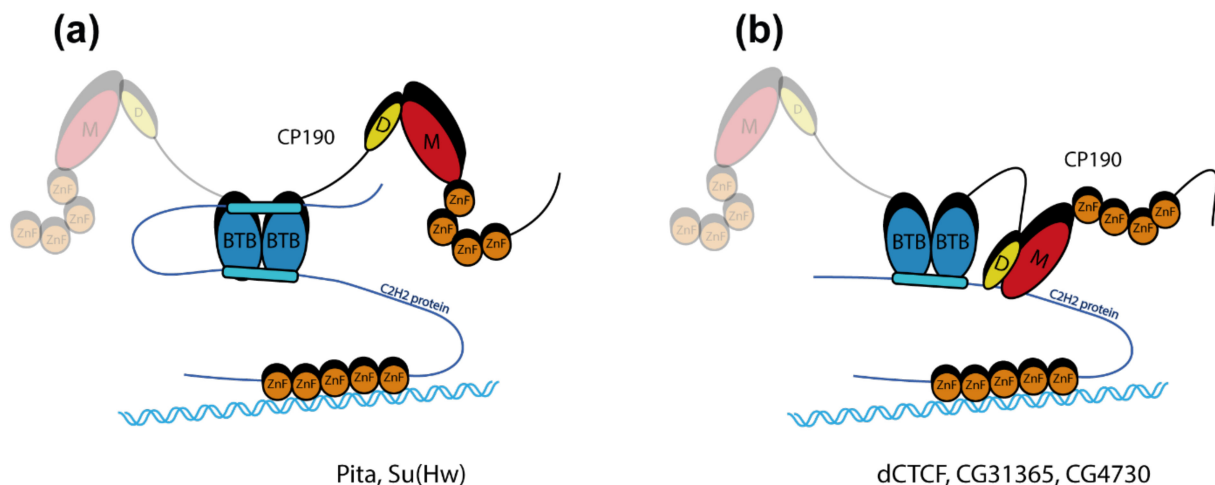 (a)
M
D
CP190
D
M
ZnF
ZnF
ZnF
ZnF
BTB
BTB
ZnF
ZnF
ZnF
ZnF
C2H2 protein
ZnF
ZnF
ZnF
ZnF
ZnF
Pita, Su(Hw)
(b)
M
D
CP190
ZnF
ZnF
ZnF
ZnF
BTB
BTB
D
M
ZnF
ZnF
ZnF
ZnF
C2H2 protein
ZnF
ZnF
ZnF
ZnF
ZnF
dCTCF, CG31365, CG4730